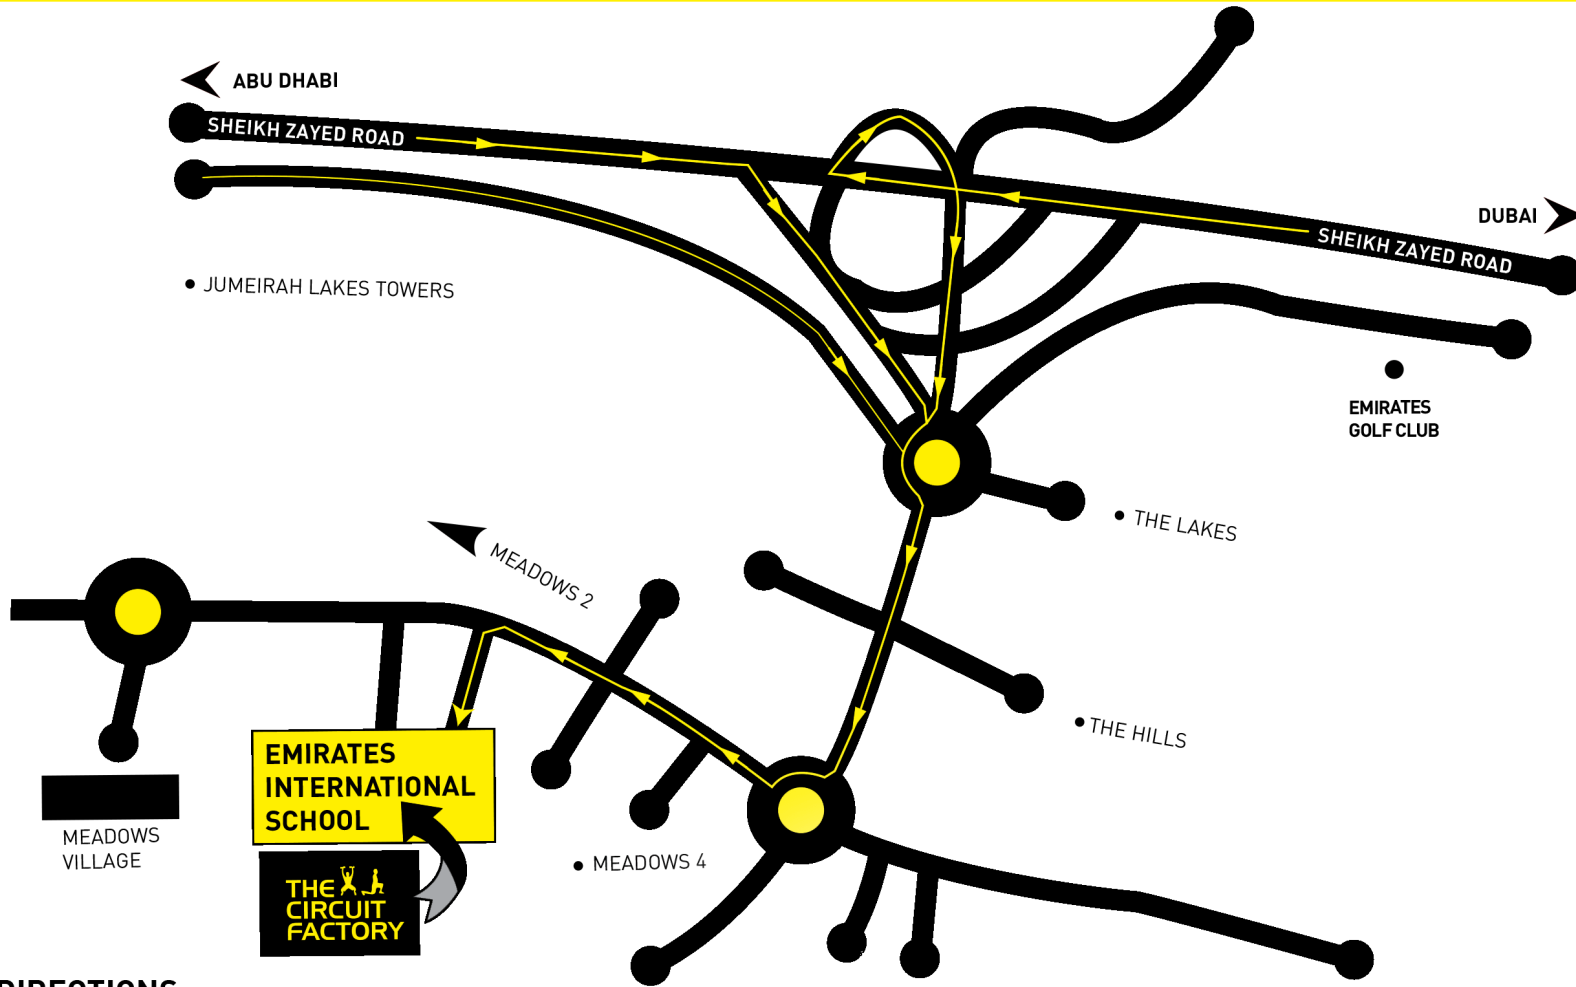 ABU DHABI
SHEIKH ZAYED ROAD
DUBAI
SHEIKH ZAYED ROAD
JUMEIRAH LAKES TOWERS
EMIRATES
GOLF CLUB
THE LAKES
MEADOWS 2
THE HILLS
EMIRATES
INTERNATIONAL
SCHOOL
MEADOWS
VILLAGE
MEADOWS 4
THE
CIRCUIT
FACTORY
DIRECTIONS